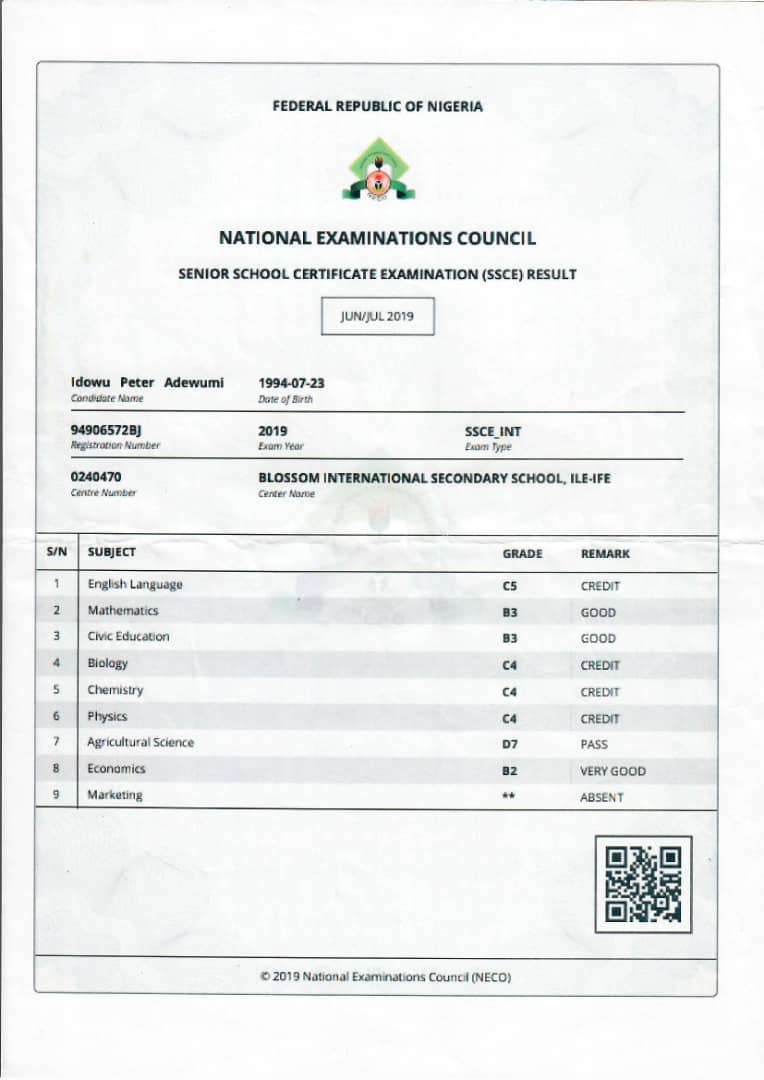 FEDERAL REPUBLIC OF NIGERIA
NECO
NATIONAL EXAMINATIONS COUNCIL
SENIOR SCHOOL CERTIFICATE EXAMINATION (SSCE) RESULT
JUN/JUL 2019
Idowu Peter Adewumi 1994-07-23
Candidate Name Date of Birth
94906572BJ 2019 SSCE_INT
Registration Number Exam Year Exam Type
0240470 BLOSSOM INTERNATIONAL SECONDARY SCHOOL, ILE-IFE
Centre Number Center Name
S/N SUBJECT GRADE REMARK
1 English Language C5 CREDIT
2 Mathematics B3 GOOD
3 Civic Education B3 GOOD
4 Biology C4 CREDIT
5 Chemistry C4 CREDIT
6 Physics C4 CREDIT
7 Agricultural Science D7 PASS
8 Economics B2 VERY GOOD
9 Marketing ** ABSENT
© 2019 National Examinations Council (NECO)